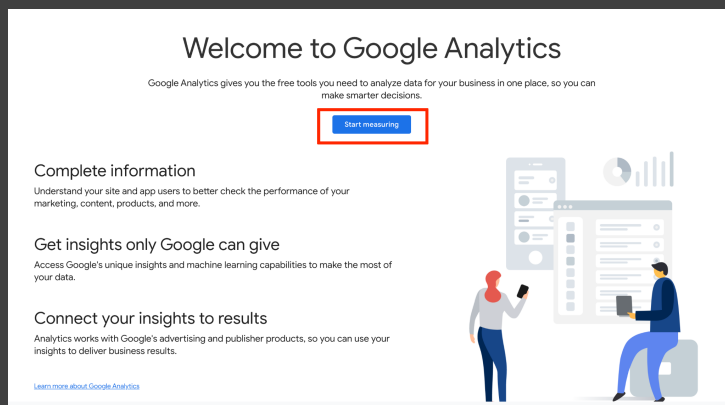 Welcome to Google Analytics
Google Analytics gives you the free tools you need to analyze data for your business in one place, so you can
make smarter decisions.
Start measuring
Complete information
Understand your site and app users to better check the performance of your
marketing, content, products, and more.
Get insights only Google can give
Access Google's unique insights and machine learning capabilities to make the most of
your data.
Connect your insights to results
Analytics works with Google's advertising and publisher products, so you can use your
insights to deliver business results.
Learn more about Google Analytics